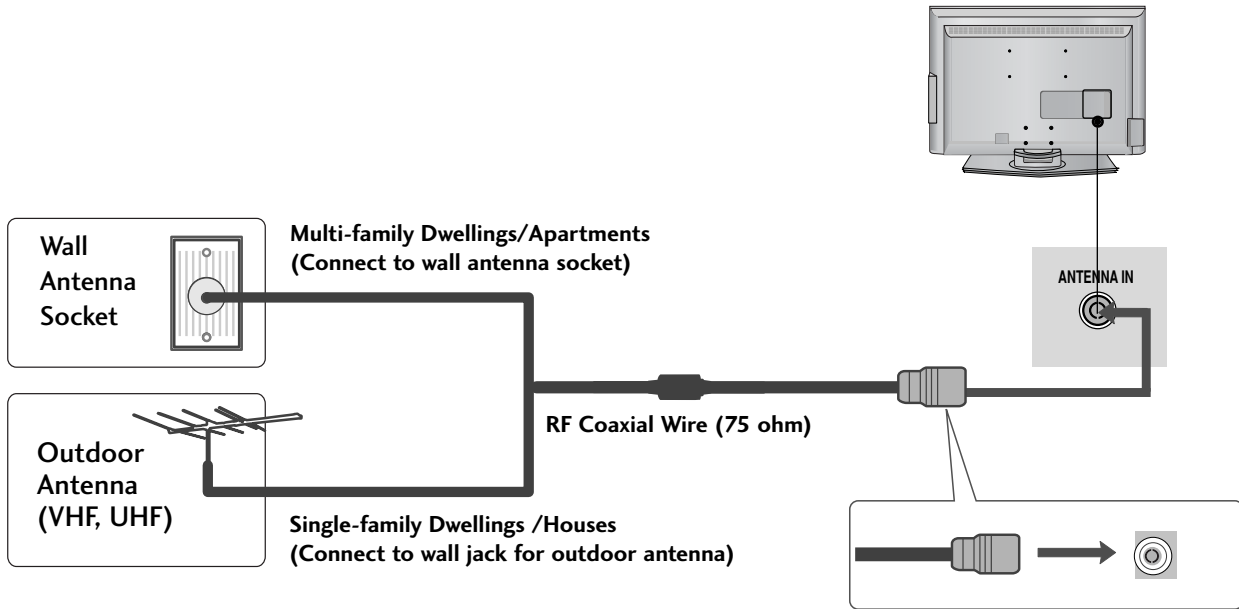 Wall
Antenna
Socket
Multi-family Dwellings/Apartments
(Connect to wall antenna socket)
ANTENNA IN
RF Coaxial Wire (75 ohm)
Outdoor
Antenna
(VHF, UHF)
Single-family Dwellings /Houses
(Connect to wall jack for outdoor antenna)